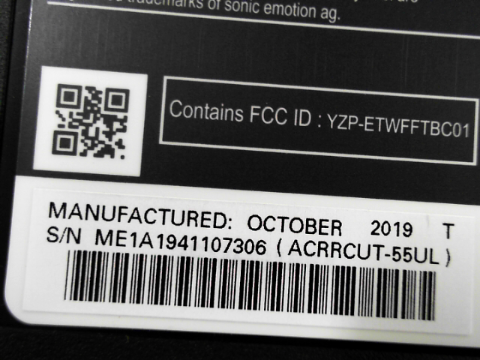 trademarks of sonic emotion ag.
Contains FCC ID : YZP-ETWFFTBC01
MANUFACTURED: OCTOBER 2019 T
S/N ME1A1941107306 ( ACRRCUT-55UL )